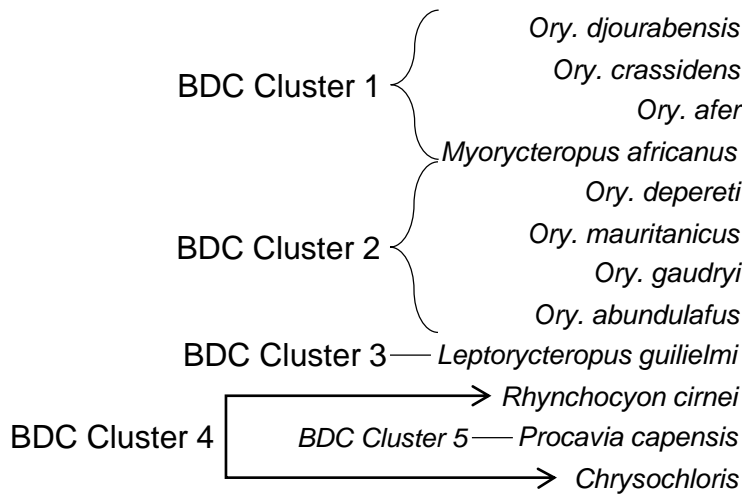 Ory. djourabensis
Ory. crassidens
BDC Cluster 1
Ory. afer
Myorycteropus africanus
Ory. depereti
Ory. mauritanicus
BDC Cluster 2
Ory. gaudryi
Ory. abundulafus
BDC Cluster 3 Leptorycteropus guilielmi
Rhynchocyon cirnei
BDC Cluster 4 BDC Cluster 5 Procavia capensis
Chrysochloris